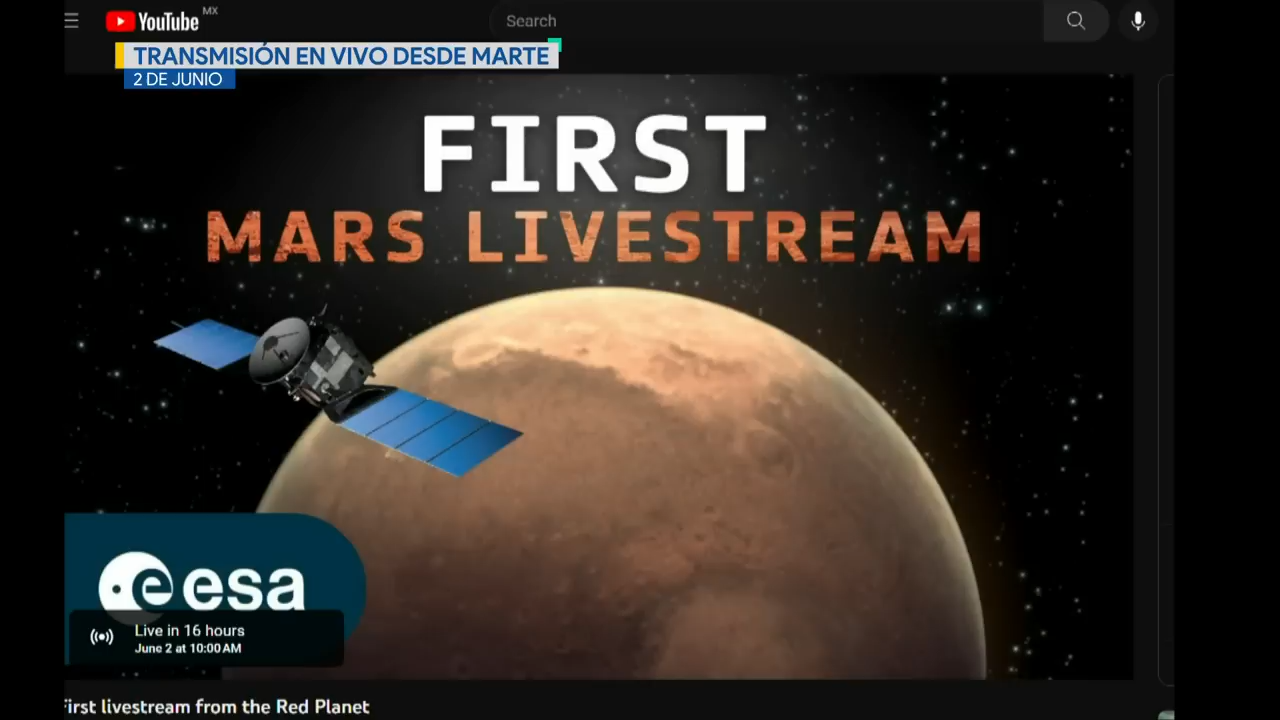 YouTube MX
Search
TRANSMISIÓN EN VIVO DESDE MARTE
2 DE JUNIO
FIRST
MARS LIVESTREAM
esa
Live in 16 hours
June 2 at 10:00 AM
First livestream from the Red Planet